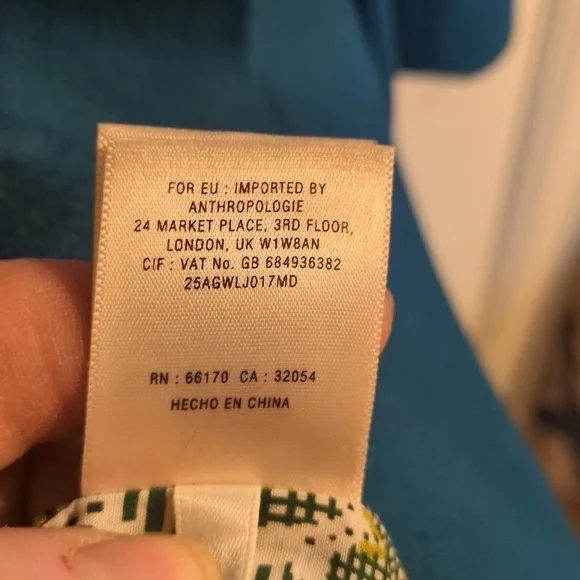 FOR EU : IMPORTED BY
ANTHROPOLOGIE
24 MARKET PLACE, 3RD FLOOR,
LONDON, UK W1W8AN
CIF : VAT No. GB 684936382
25AGWLJ017MD
RN : 66170 CA : 32054
HECHO EN CHINA